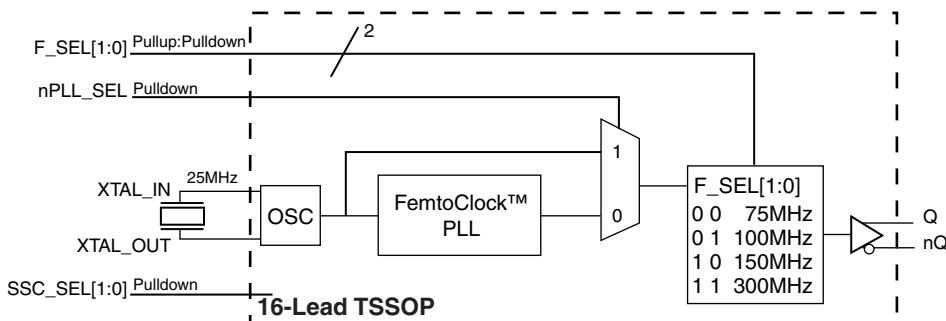 2
F_SEL[1:0] Pullup:Pulldown
nPLL_SEL Pulldown
1
XTAL_IN 25MHz
OSC
FemtoClock™
PLL
0
XTAL_OUT
F_SEL[1:0]
0 0 75MHz
0 1 100MHz
1 0 150MHz
1 1 300MHz
Q
nQ
SSC_SEL[1:0] Pulldown
16-Lead TSSOP